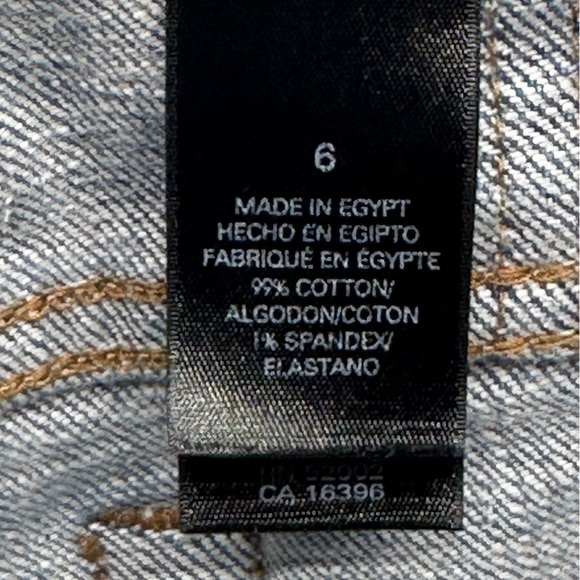 6
MADE IN EGYPT
HECHO EN EGIPTO
FABRIQUÉ EN ÉGYPTE
99% COTTON/
ALGODON/COTON
1% SPANDEX/
ELASTANO
CA 16396